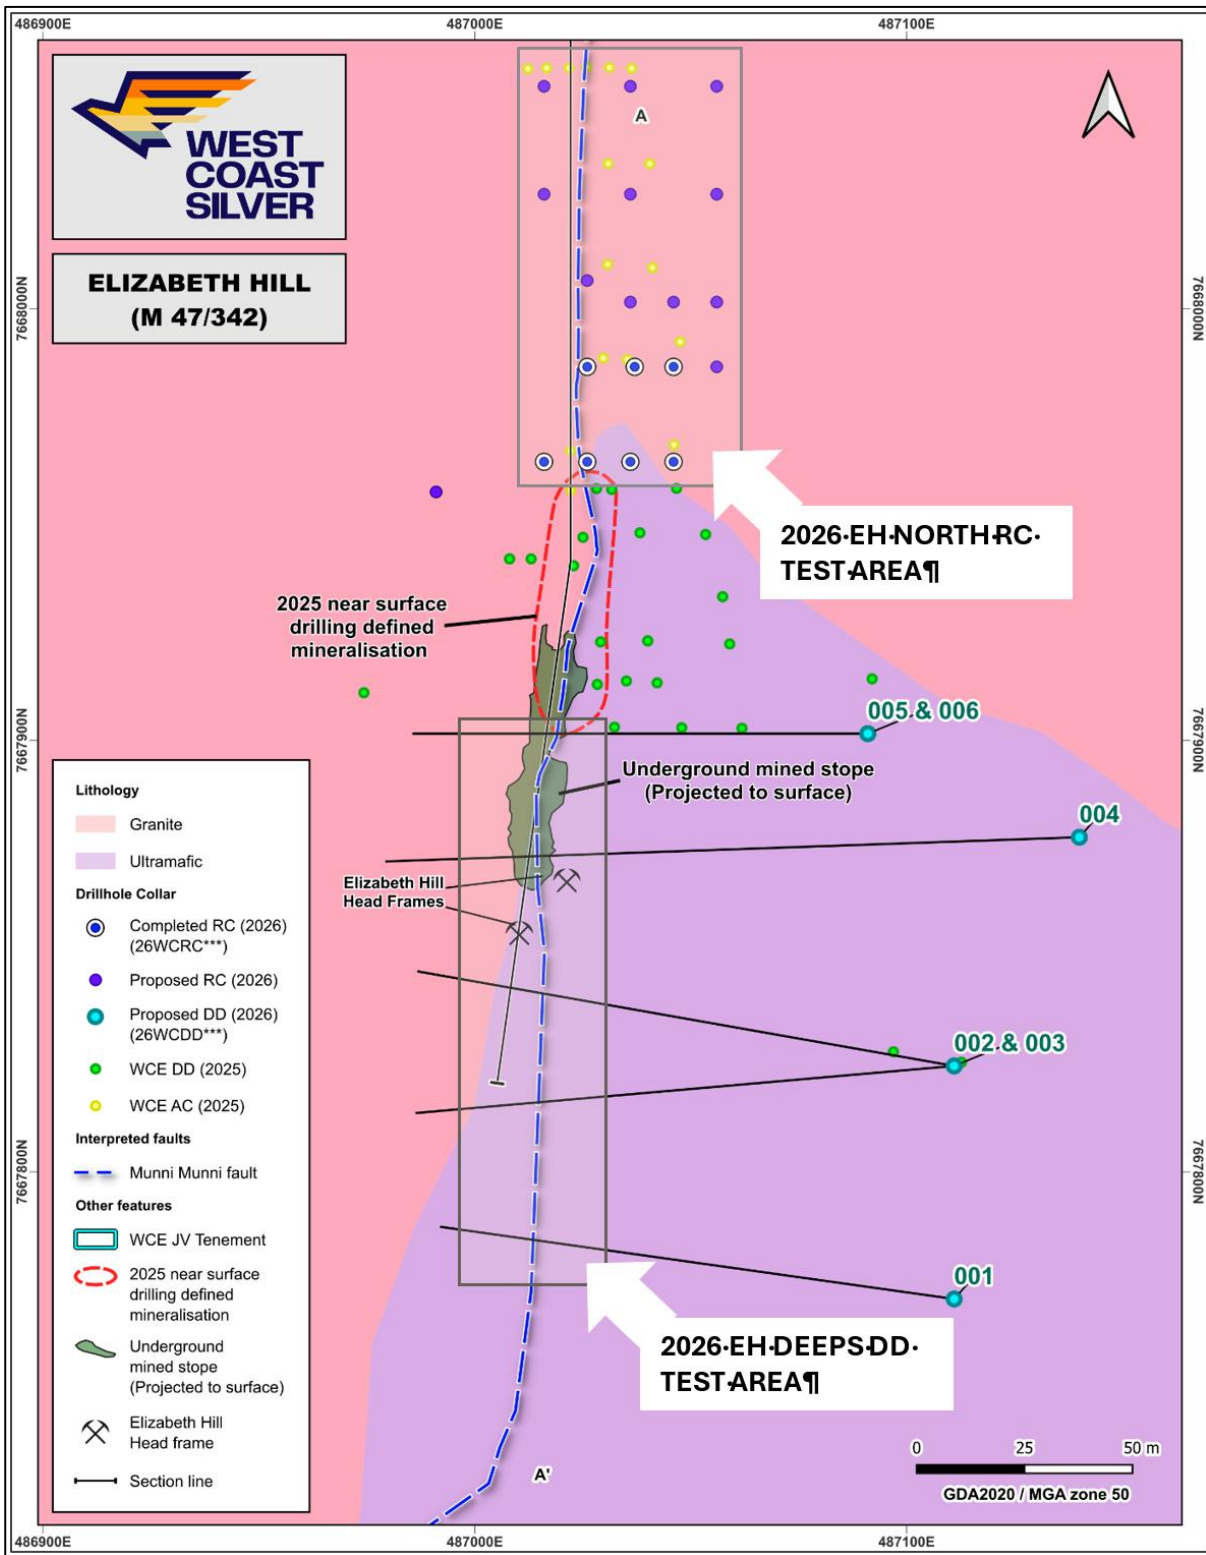 486900E
487000E
487100E
WEST
COAST
SILVER
ELIZABETH HILL
(M 47/342)
A
7668000N
7668000N
2026·EH·NORTH·RC·
TEST·AREA¶
2025 near surface
drilling defined
mineralisation
005 & 006
7667900N
7667900N
Underground mined stope
(Projected to surface)
004
Elizabeth Hill
Head Frames
002 & 003
7667800N
7667800N
001
2026·EH·DEEPS·DD·
TEST·AREA¶
Lithology
Granite
Ultramafic
Drillhole Collar
Completed RC (2026)
(26WCRC***)
Proposed RC (2026)
Proposed DD (2026)
(26WCDD***)
WCE DD (2025)
WCE AC (2025)
Interpreted faults
Munni Munni fault
Other features
WCE JV Tenement
2025 near surface
drilling defined
mineralisation
Underground
mined stope
(Projected to surface)
Elizabeth Hill
Head frame
Section line
A'
0 25 50 m
GDA2020 / MGA zone 50
486900E
487000E
487100E